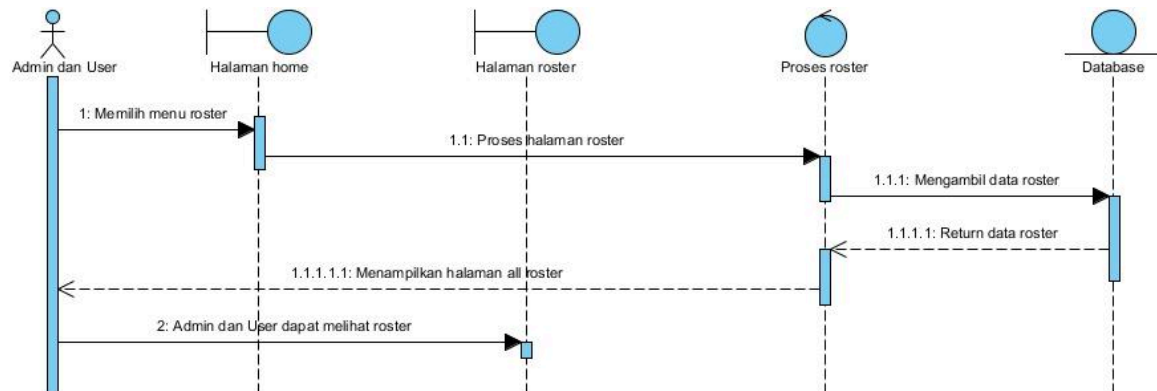 Admin dan User
Halaman home
Halaman roster
Proses roster
Database
1: Memilih menu roster
1.1: Proses halaman roster
1.1.1: Mengambil data roster
1.1.1.1: Return data roster
1.1.1.1.1: Menampilkan halaman all roster
2: Admin dan User dapat melihat roster